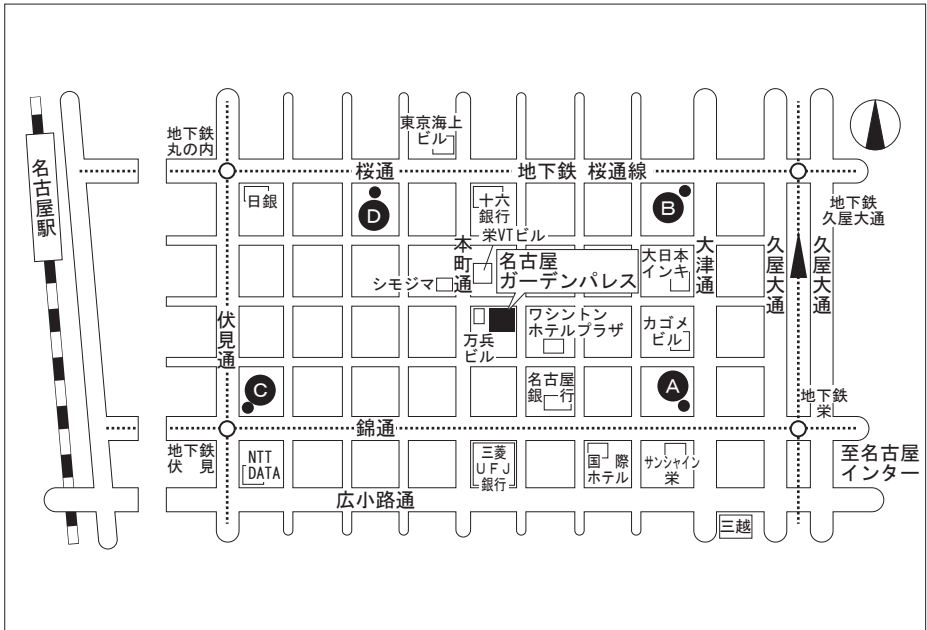 東京海上
ビル
地下鉄
丸の内
名古屋駅
桜通
地下鉄 桜通線
日銀
D
十六
銀行
B
地下鉄
久屋大通
栄VTビル
本町通
名古屋
ガーデンパレス
大日本
インキ
大津通
久屋大通
久屋大通
シモジマ
伏見通
万兵
ビル
ワシントン
ホテルプラザ
カゴメ
ビル
C
名古屋
銀行
A
地下鉄
栄
錦通
地下鉄
伏見
NTT
DATA
三菱
UFJ
銀行
国際
ホテル
サンシャイン
栄
至名古屋
インター
広小路通
三越